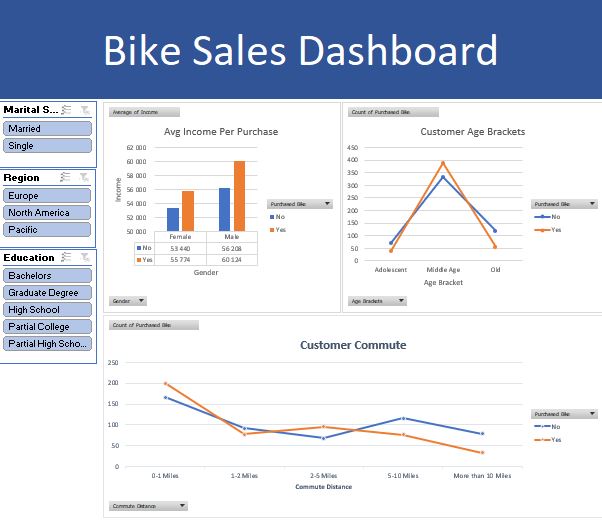 Bike Sales Dashboard
Marital S...
Married
Single
Region
Europe
North America
Pacific
Education
Bachelors
Graduate Degree
High School
Partial College
Partial High Scho...
Average of Income
Avg Income Per Purchase
62 000
60 000
58 000
56 000
54 000
52 000
50 000
Income
Female Male
No 53 440 56 208
Yes 55 774 60 124
Gender
Purchased Bike
No
Yes
Gender
Count of Purchased Bike
Customer Age Brackets
450
400
350
300
250
200
150
100
50
0
Adolescent Middle Age Old
Age Bracket
Purchased Bike
No
Yes
Age Brackets
Count of Purchased Bike
Customer Commute
250
200
150
100
50
0
0-1 Miles 1-2 Miles 2-5 Miles 5-10 Miles More than 10 Miles
Commute Distance
Purchased Bike
No
Yes
Commute Distance